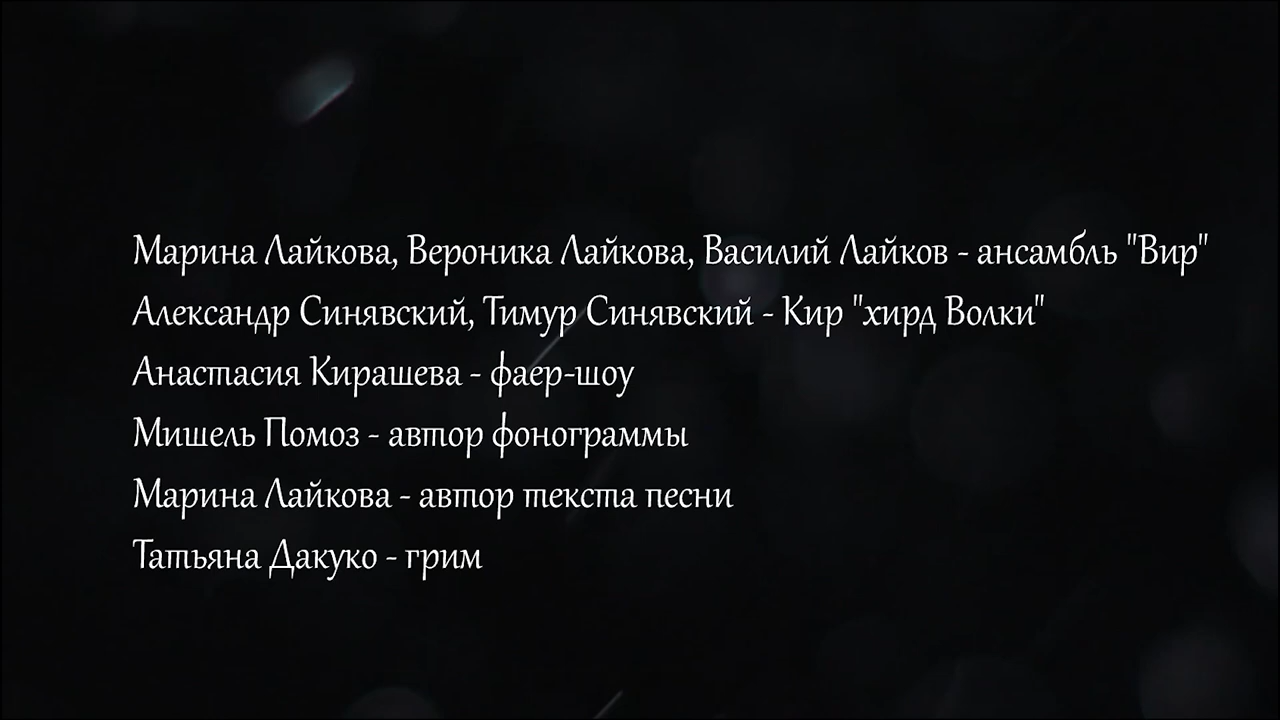 Марина Лайкова, Вероника Лайкова, Василий Лайков - ансамбль "Вир"
Александр Синявский, Тимур Синявский - Кир "хирд Волки"
Анастасия Кирашева - фаер-шоу
Мишель Помоз - автор фонограммы
Марина Лайкова - автор текста песни
Татьяна Дакуко - грим